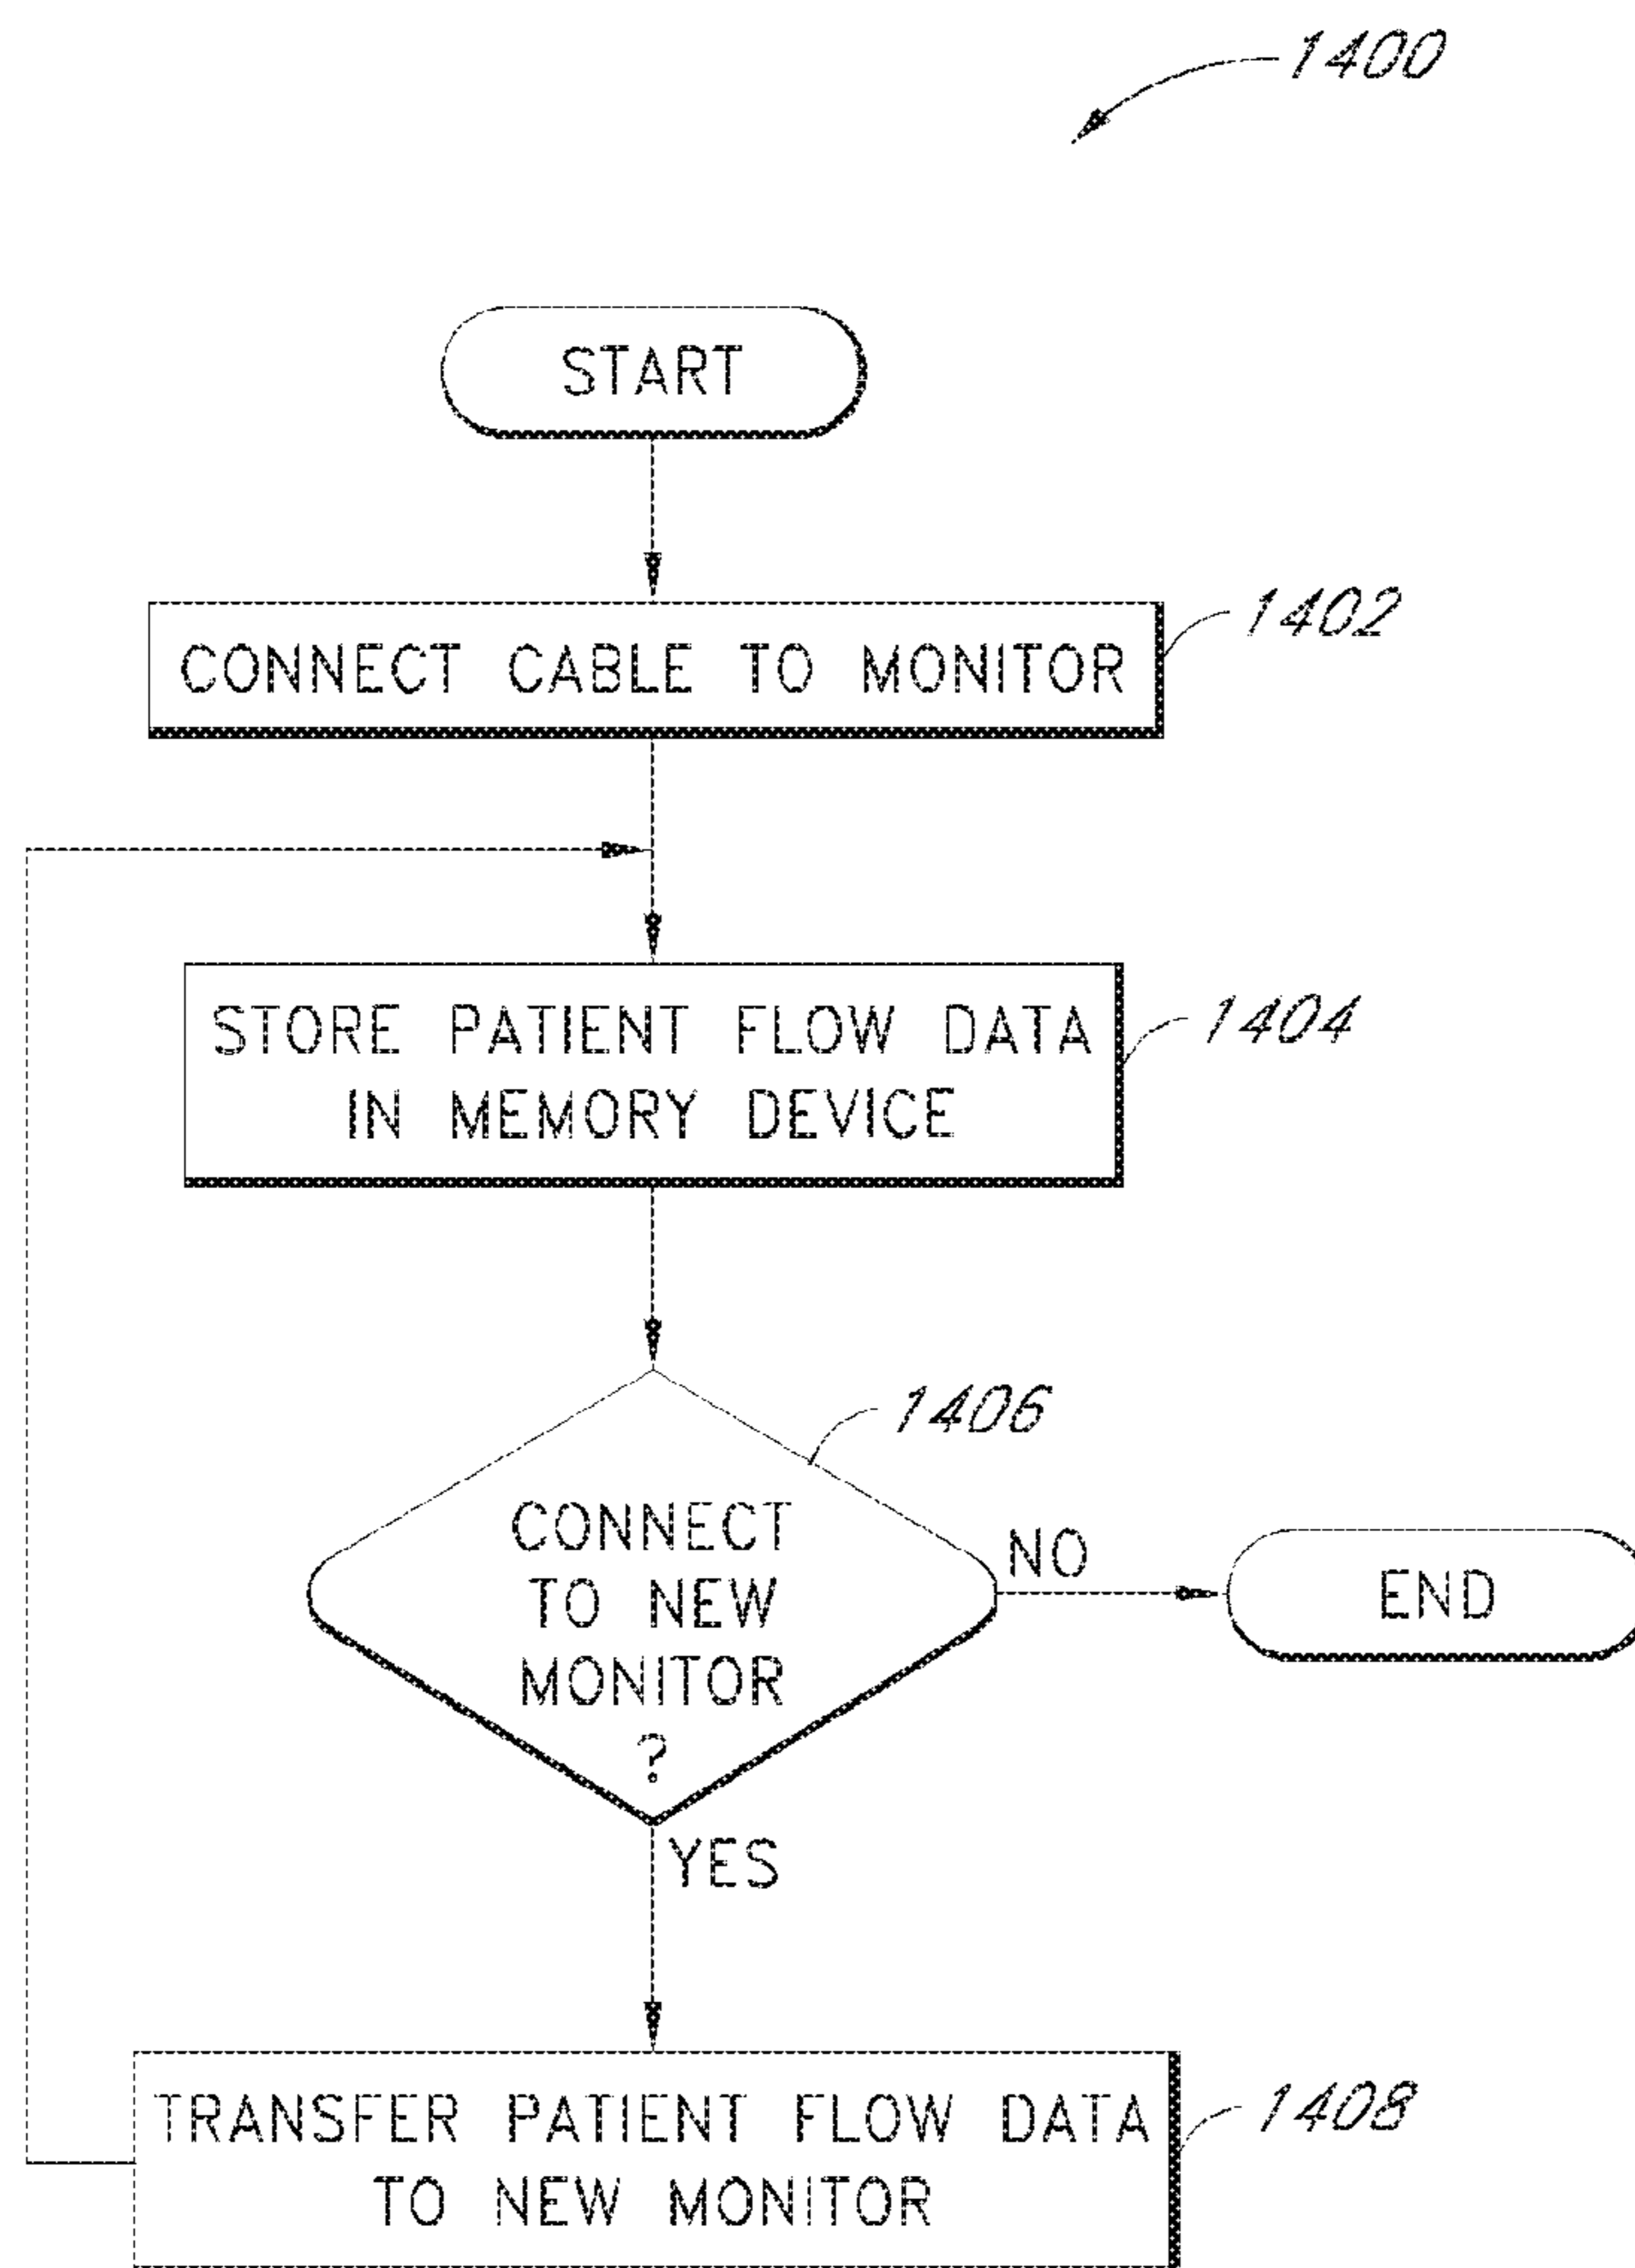 1400
START
CONNECT CABLE TO MONITOR
1402
STORE PATIENT FLOW DATA
IN MEMORY DEVICE
1404
1406
CONNECT
TO NEW
MONITOR
?
NO
END
YES
TRANSFER PATIENT FLOW DATA
TO NEW MONITOR
1408